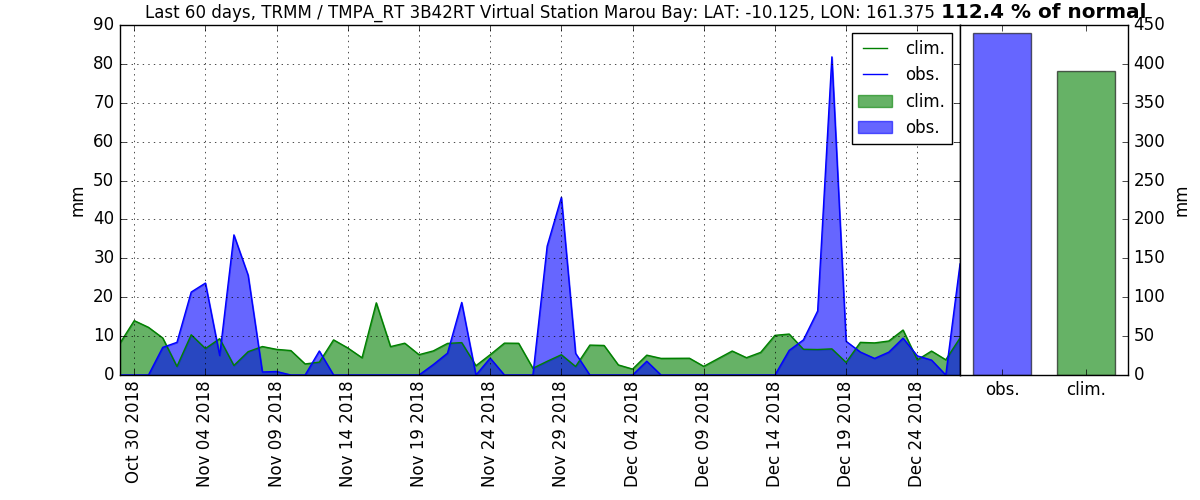 Last 60 days, TRMM / TMPA_RT 3B42RT Virtual Station Marou Bay: LAT: -10.125, LON: 161.375 112.4 % of normal
90
80
70
60
50
40
30
20
10
0
mm
clim.
obs.
clim.
obs.
Oct 30 2018
Nov 04 2018
Nov 09 2018
Nov 14 2018
Nov 19 2018
Nov 24 2018
Nov 29 2018
Dec 04 2018
Dec 09 2018
Dec 14 2018
Dec 19 2018
Dec 24 2018
450
400
350
300
250
200
150
100
50
0
mm
obs. clim.